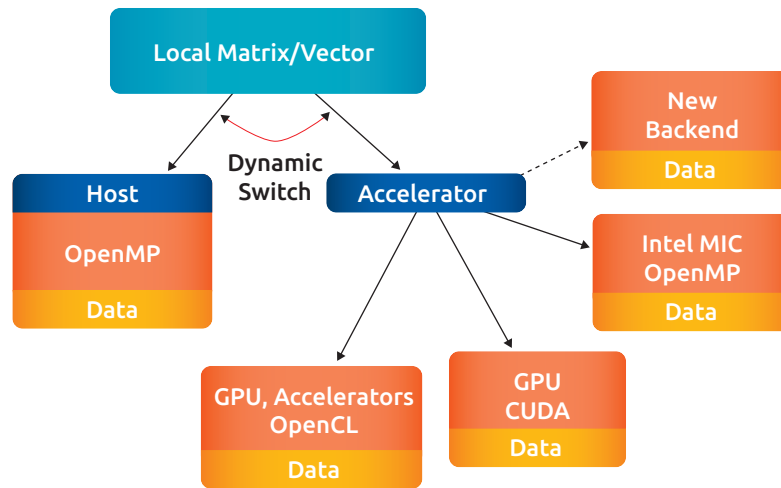 Local Matrix/Vector
Dynamic
Switch
Host
OpenMP
Data
Accelerator
New
Backend
Data
Intel MIC
OpenMP
Data
GPU, Accelerators
OpenCL
Data
GPU
CUDA
Data